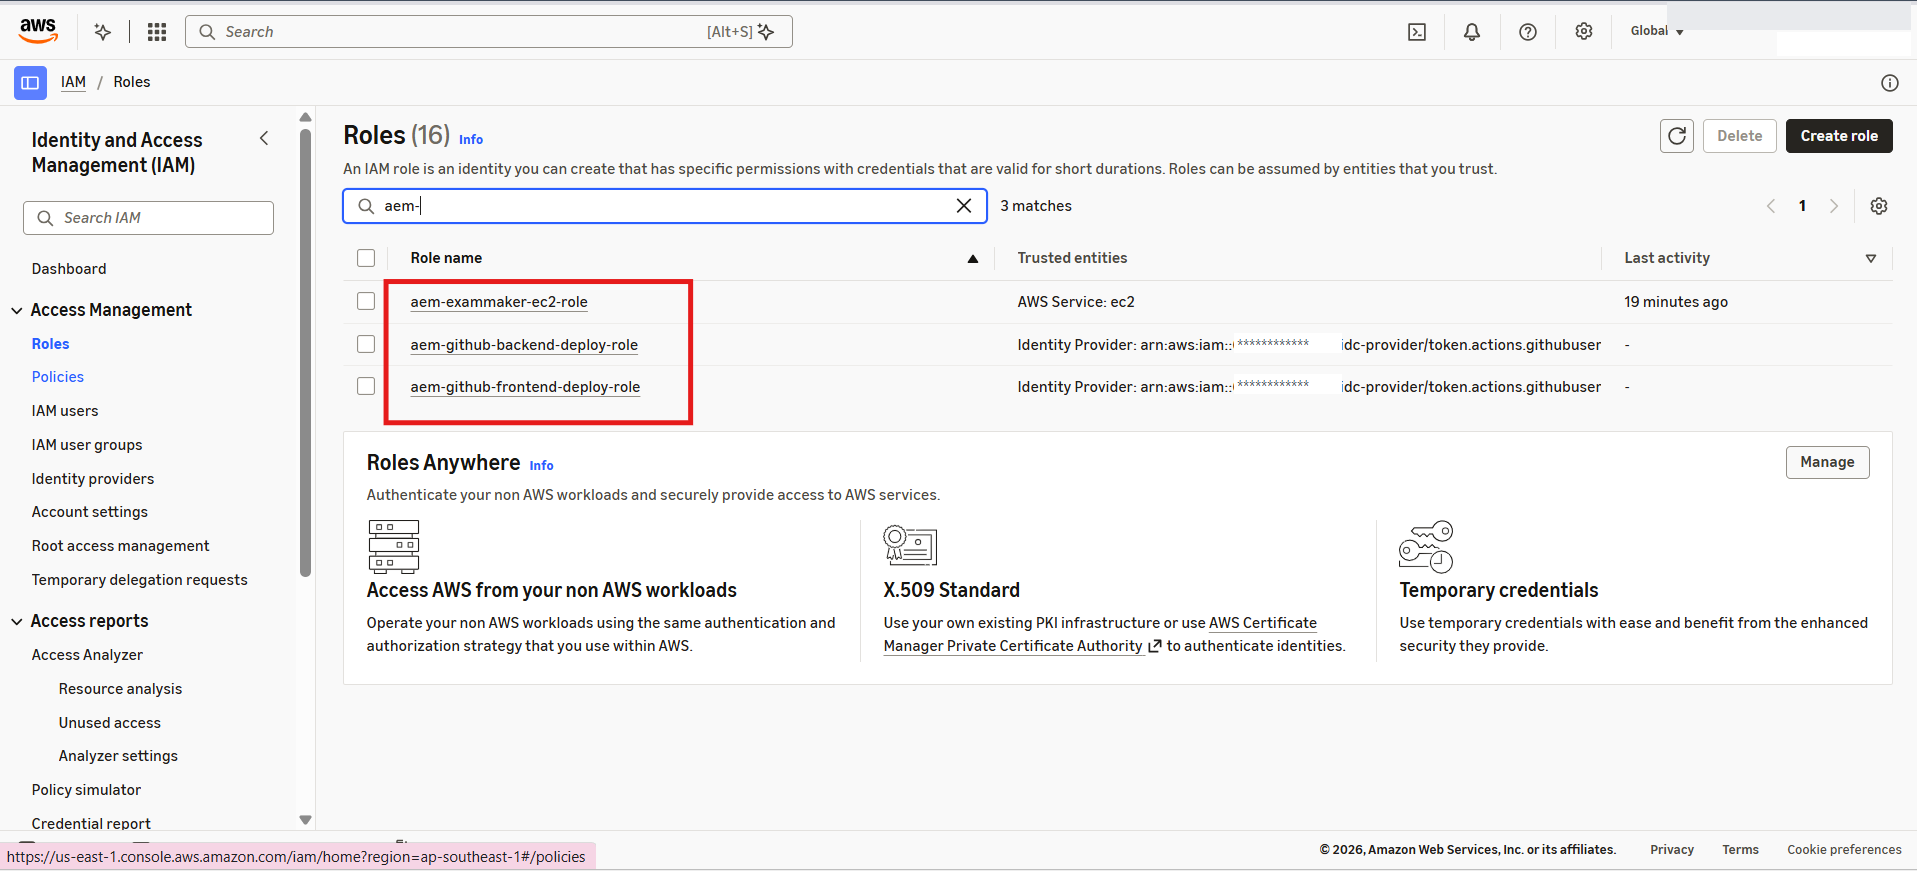 aws
Search
[Alt+S]
Global
IAM / Roles
Identity and Access
Management (IAM)
Search IAM
Dashboard
Access Management
Roles
Policies
IAM users
IAM user groups
Identity providers
Account settings
Root access management
Temporary delegation requests
Access reports
Access Analyzer
Resource analysis
Unused access
Analyzer settings
Policy simulator
Credential report
Roles (16) Info
Delete
Create role
An IAM role is an identity you can create that has specific permissions with credentials that are valid for short durations. Roles can be assumed by entities that you trust.
aem-
3 matches
1
Role name
Trusted entities
Last activity
aem-exammaker-ec2-role
AWS Service: ec2
19 minutes ago
aem-github-backend-deploy-role
Identity Provider: arn:aws:iam:: ************ idc-provider/token.actions.githubuser
-
aem-github-frontend-deploy-role
Identity Provider: arn:aws:iam:: ************ idc-provider/token.actions.githubuser
-
Roles Anywhere Info
Manage
Authenticate your non AWS workloads and securely provide access to AWS services.
Access AWS from your non AWS workloads
Operate your non AWS workloads using the same authentication and
authorization strategy that you use within AWS.
X.509 Standard
Use your own existing PKI infrastructure or use AWS Certificate
Manager Private Certificate Authority to authenticate identities.
Temporary credentials
Use temporary credentials with ease and benefit from the enhanced
security they provide.
https://us-east-1.console.aws.amazon.com/iam/home?region=ap-southeast-1#/policies
© 2026, Amazon Web Services, Inc. or its affiliates.
Privacy
Terms
Cookie preferences